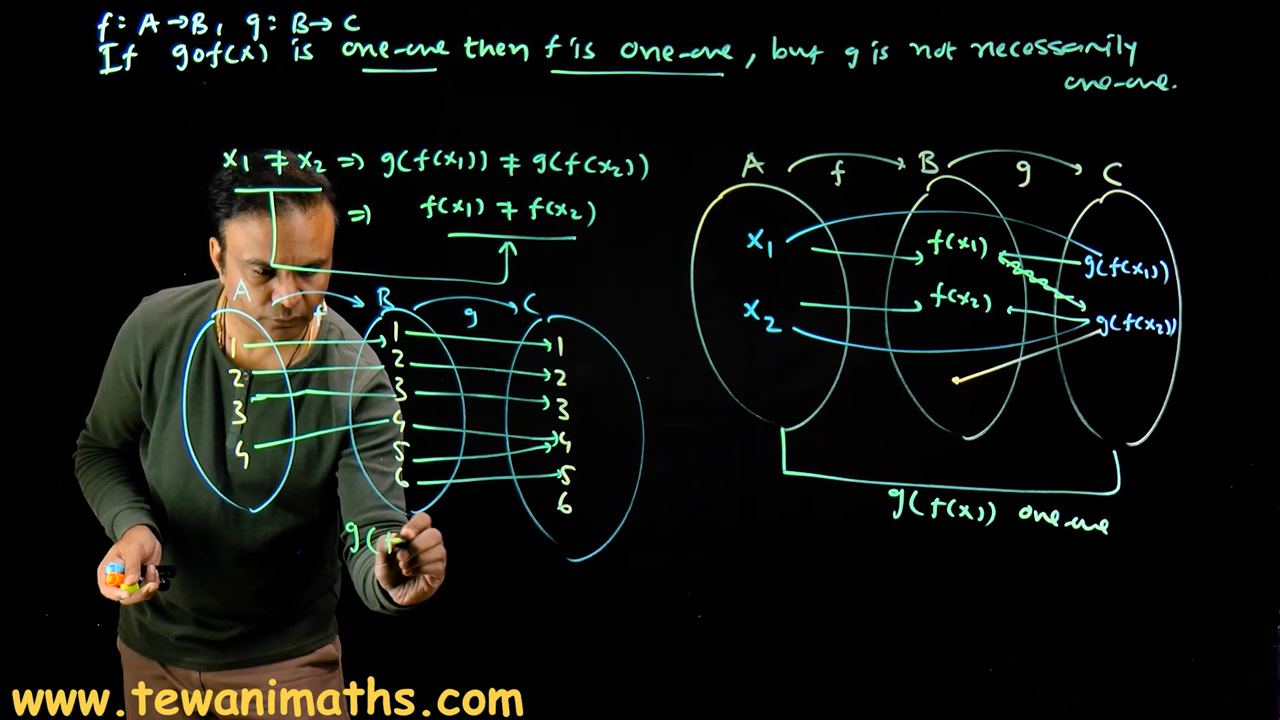 f: A→B, g: B→C
If gof(x) is one-one then f is one-one, but g is not necessarily
one-one.
x1 ≠ x2 ⇒ g(f(x1)) ≠ g(f(x2))
⇒ f(x1) ≠ f(x2)
A f B g C
1 1 1
2 2 2
3 3 3
4 4 4
5 5
6 6
g(f
A f B g C
x1 f(x1) g(f(x1))
x2 f(x2) g(f(x2))
g(f(x)) one-one
www.tewanimaths.com